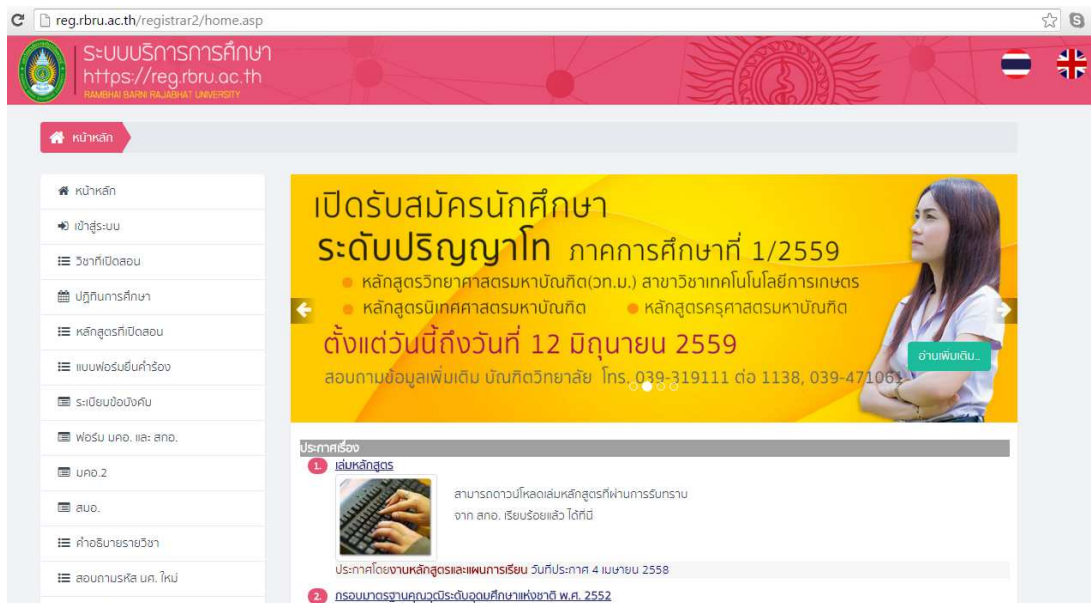 reg.rbru.ac.th/registrar2/home.asp
ระบบบริการการศึกษา
https://reg.rbru.ac.th
RAMBHAI BARNI RAJABHAT UNIVERSITY
หน้าหลัก
หน้าหลัก
เข้าสู่ระบบ
วิชาที่เปิดสอน
ปฏิทินการศึกษา
หลักสูตรที่เปิดสอน
แบบฟอร์มยื่นคำร้อง
ระเบียบข้อบังคับ
ฟอร์ม มคอ. และ สกอ.
มคอ.2
สมอ.
คำอธิบายรายวิชา
สอบถามรหัส นศ. ใหม่
เปิดรับสมัครนักศึกษา
ระดับปริญญาโท ภาคการศึกษาที่ 1/2559
หลักสูตรวิทยาศาสตรมหาบัณฑิต(วท.ม.) สาขาวิชาเทคโนโลยีการเกษตร
หลักสูตรนิเทศศาสตรมหาบัณฑิต หลักสูตรครุศาสตรมหาบัณฑิต
ตั้งแต่วันนี้ถึงวันที่ 12 มิถุนายน 2559
สอบถามข้อมูลเพิ่มเติม บัณฑิตวิทยาลัย โทร. 039-319111 ต่อ 1138, 039-471061
อ่านเพิ่มเติม..
ประกาศเรื่อง
1. เล่มหลักสูตร
สามารถดาวน์โหลดเล่มหลักสูตรที่ผ่านการรับทราบ
จาก สกอ. เรียบร้อยแล้ว ได้ที่นี่
ประกาศโดยงานหลักสูตรและแผนการเรียน วันที่ประกาศ 4 เมษายน 2558
2. กรอบมาตรฐานคุณวุฒิระดับอุดมศึกษาแห่งชาติ พ.ศ. 2552